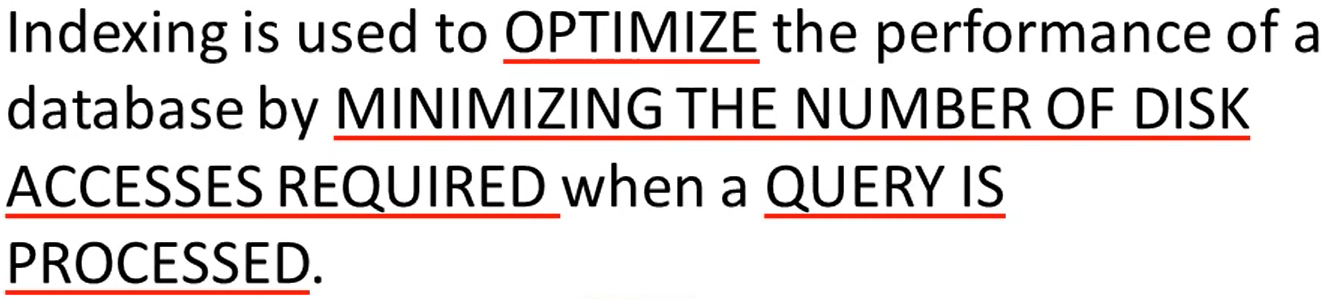 Indexing is used to OPTIMIZE the performance of a
database by MINIMIZING THE NUMBER OF DISK
ACCESSES REQUIRED when a QUERY IS
PROCESSED.